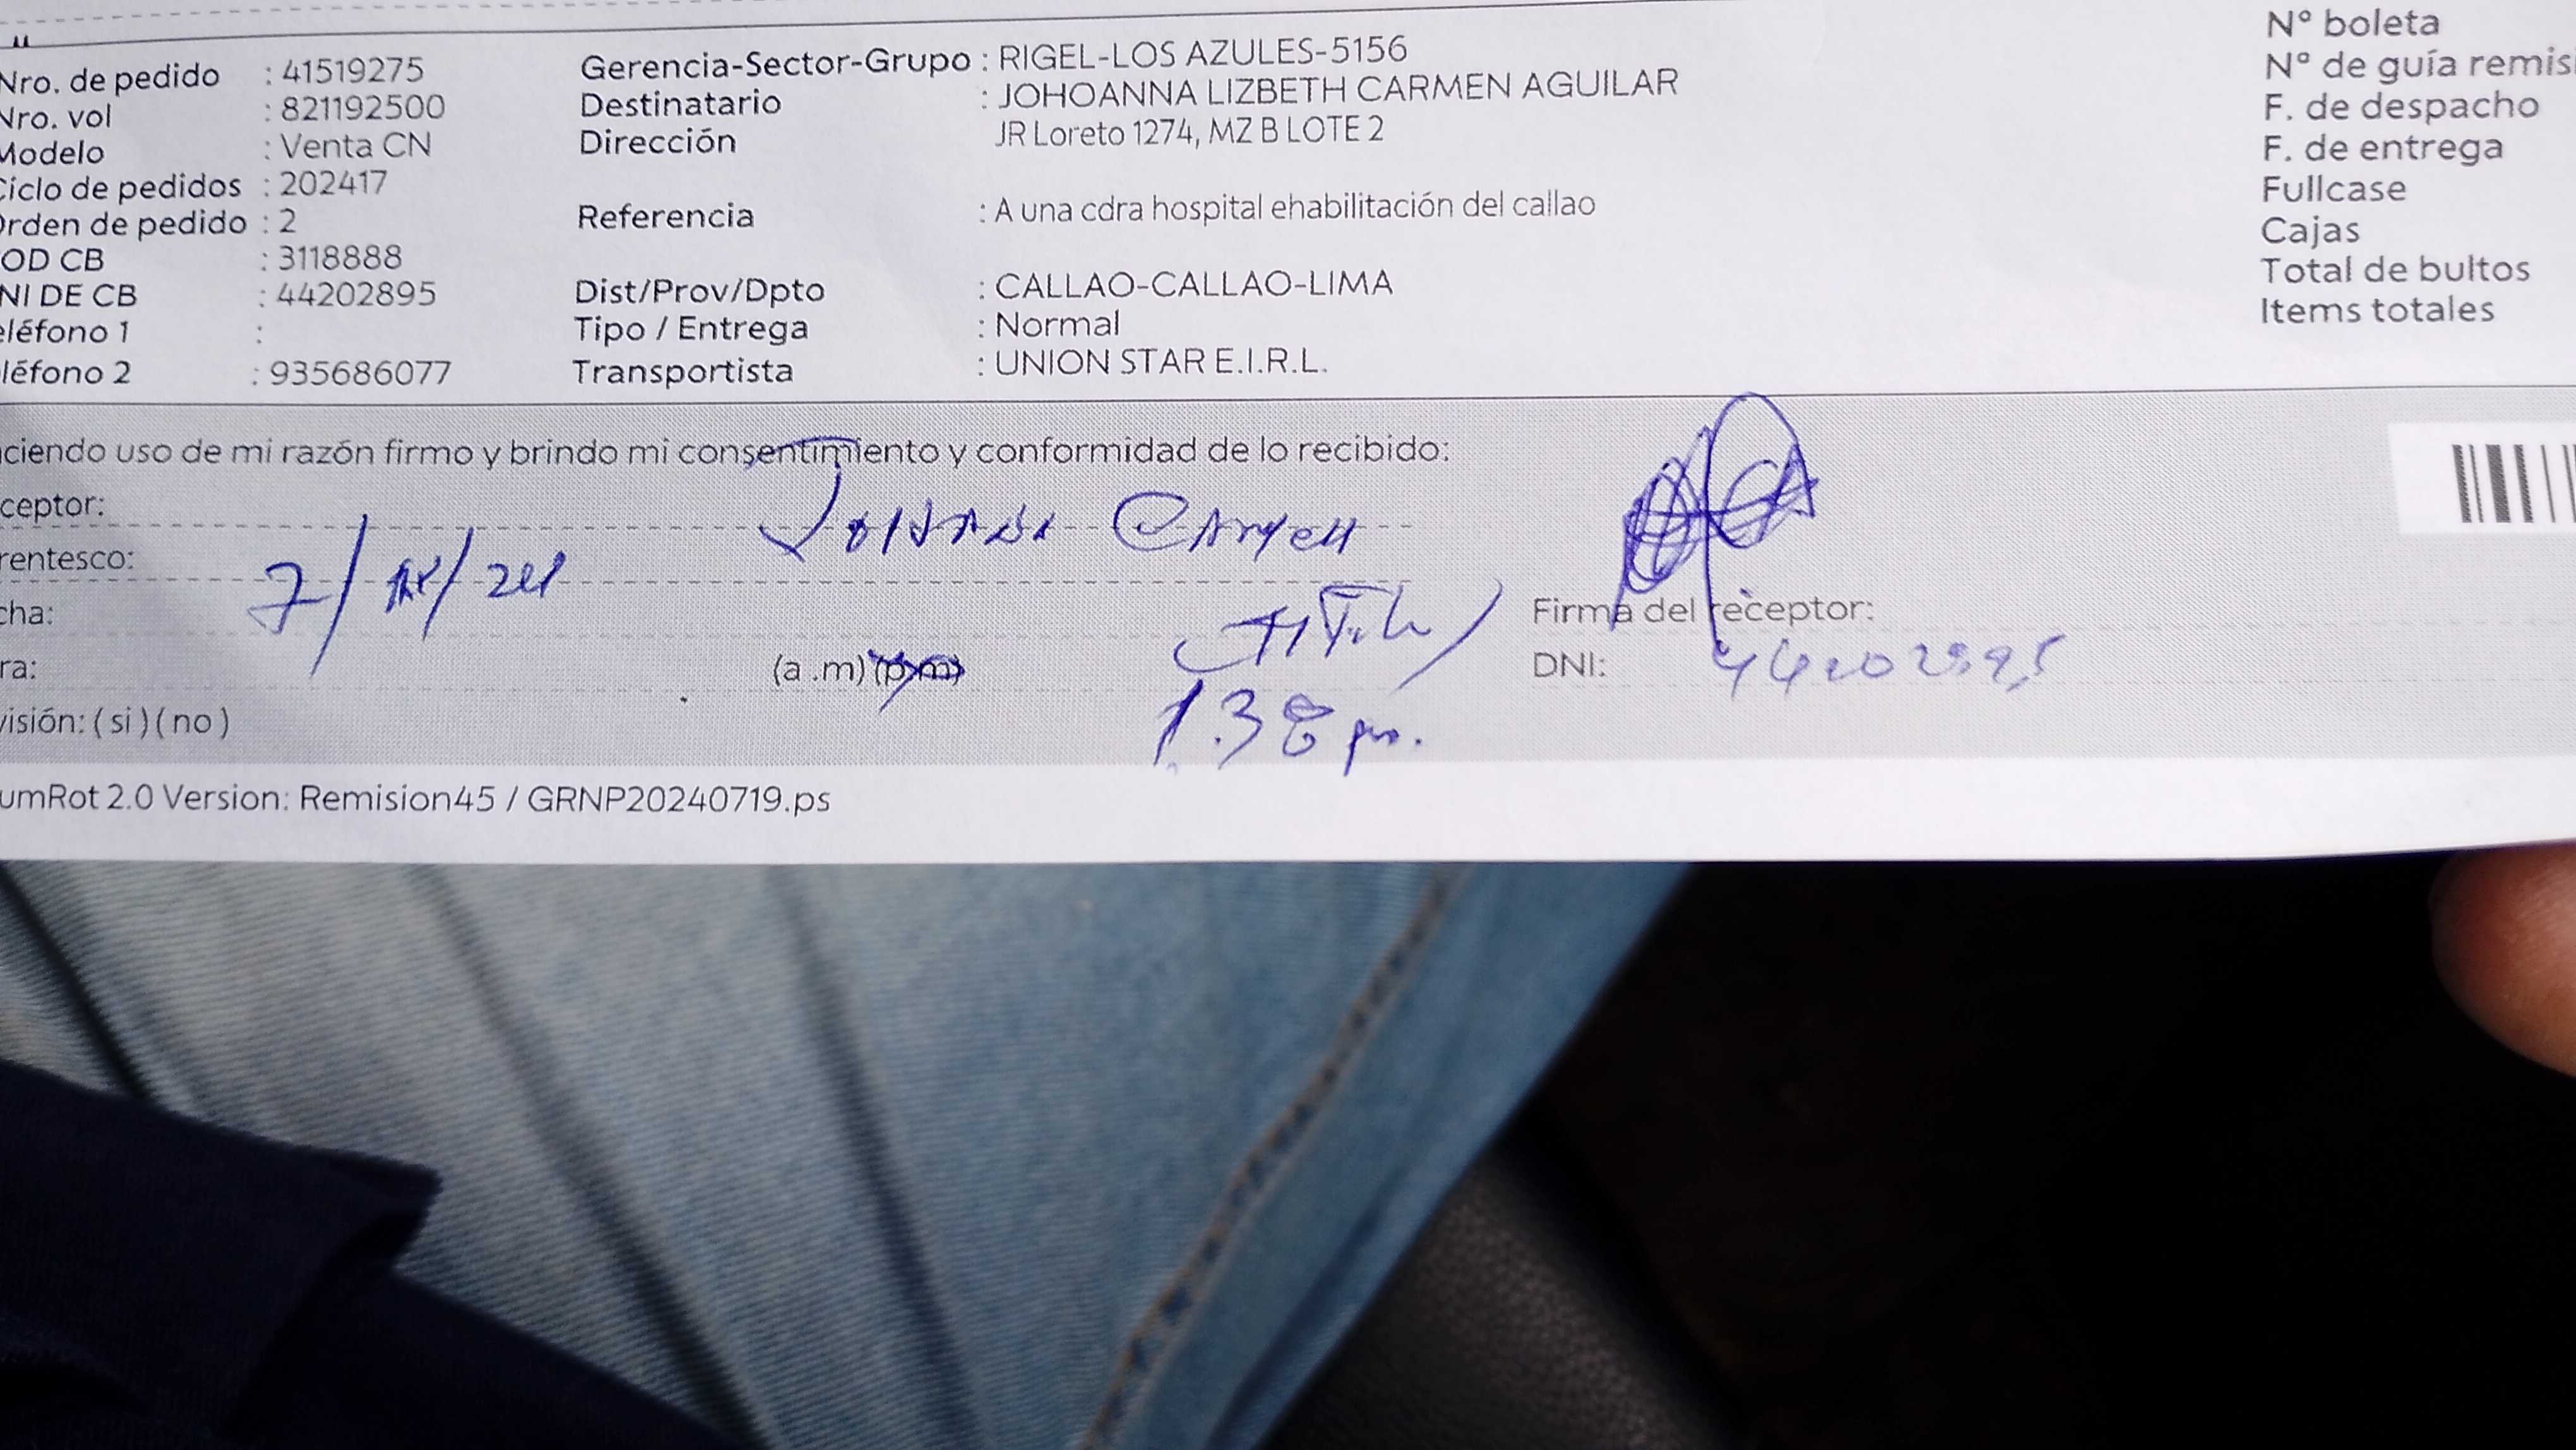 Nro. de pedido : 41519275
Nro. vol : 821192500
Modelo : Venta CN
Ciclo de pedidos : 202417
Orden de pedido : 2
OD CB : 3118888
NI DE CB : 44202895
eléfono 1 :
léfono 2 : 935686077
Gerencia-Sector-Grupo : RIGEL-LOS AZULES-5156
Destinatario : JOHOANNA LIZBETH CARMEN AGUILAR
Dirección JR Loreto 1274, MZ B LOTE 2
Referencia : A una cdra hospital ehabilitación del callao
Dist/Prov/Dpto : CALLAO-CALLAO-LIMA
Tipo / Entrega : Normal
Transportista : UNION STAR E.I.R.L.
N° boleta
N° de guía remis
F. de despacho
F. de entrega
Fullcase
Cajas
Total de bultos
Items totales
ciendo uso de mi razón firmo y brindo mi consentimiento y conformidad de lo recibido:
ceptor: Carmen
rentesco:
cha: 7/ /24
ra: (a .m) (p.m)
1.38 pm.
visión: ( si ) ( no )
Firma del receptor:
DNI: 44202895
umRot 2.0 Version: Remision45 / GRNP20240719.ps